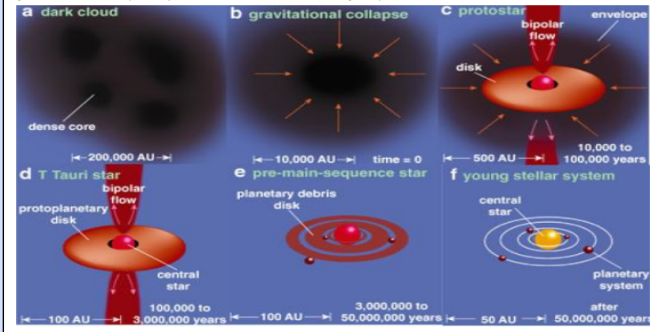 a dark cloud
dense core
200,000 AU
b gravitational collapse
10,000 AU
time = 0
c protostar
bipolar
flow
envelope
disk
500 AU
10,000 to
100,000 years
d T Tauri star
bipolar
flow
protoplanetary
disk
central
star
100 AU
100,000 to
3,000,000 years
e pre-main-sequence star
planetary debris
disk
100 AU
3,000,000 to
50,000,000 years
f young stellar system
central
star
planetary
system
50 AU
after
50,000,000 years